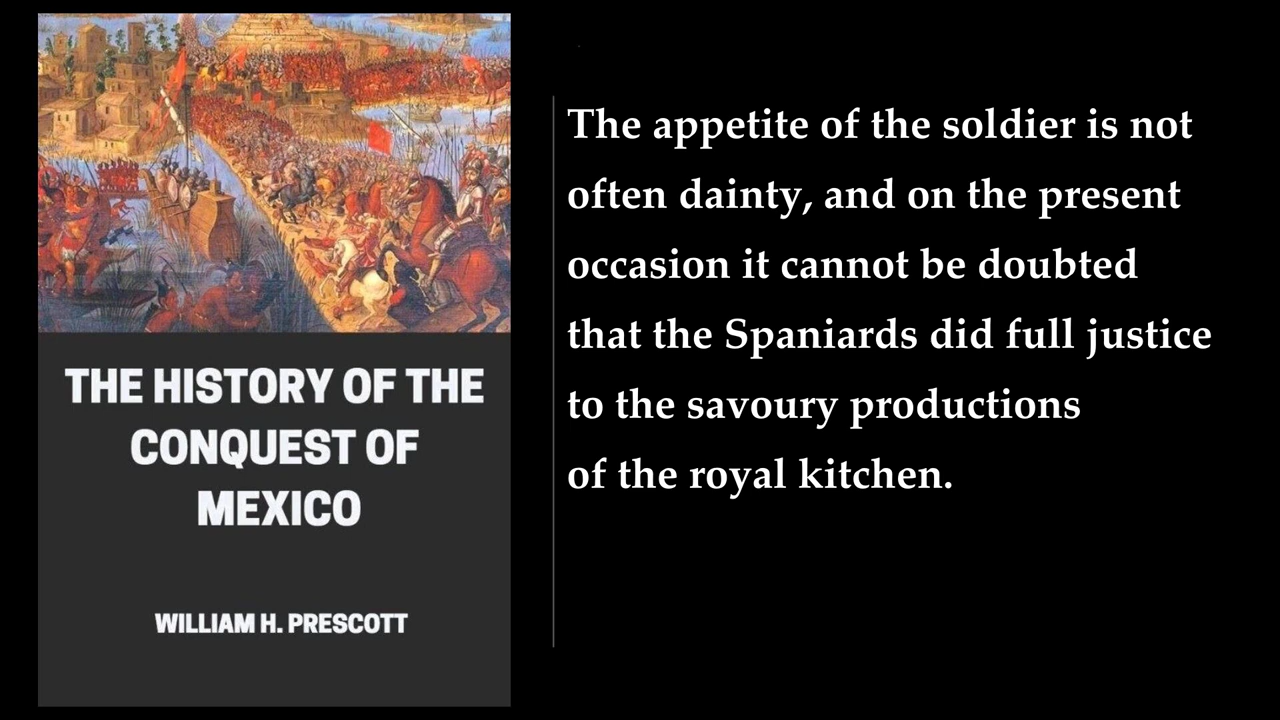 THE HISTORY OF THE
CONQUEST OF
MEXICO
WILLIAM H. PRESCOTT
The appetite of the soldier is not
often dainty, and on the present
occasion it cannot be doubted
that the Spaniards did full justice
to the savoury productions
of the royal kitchen.